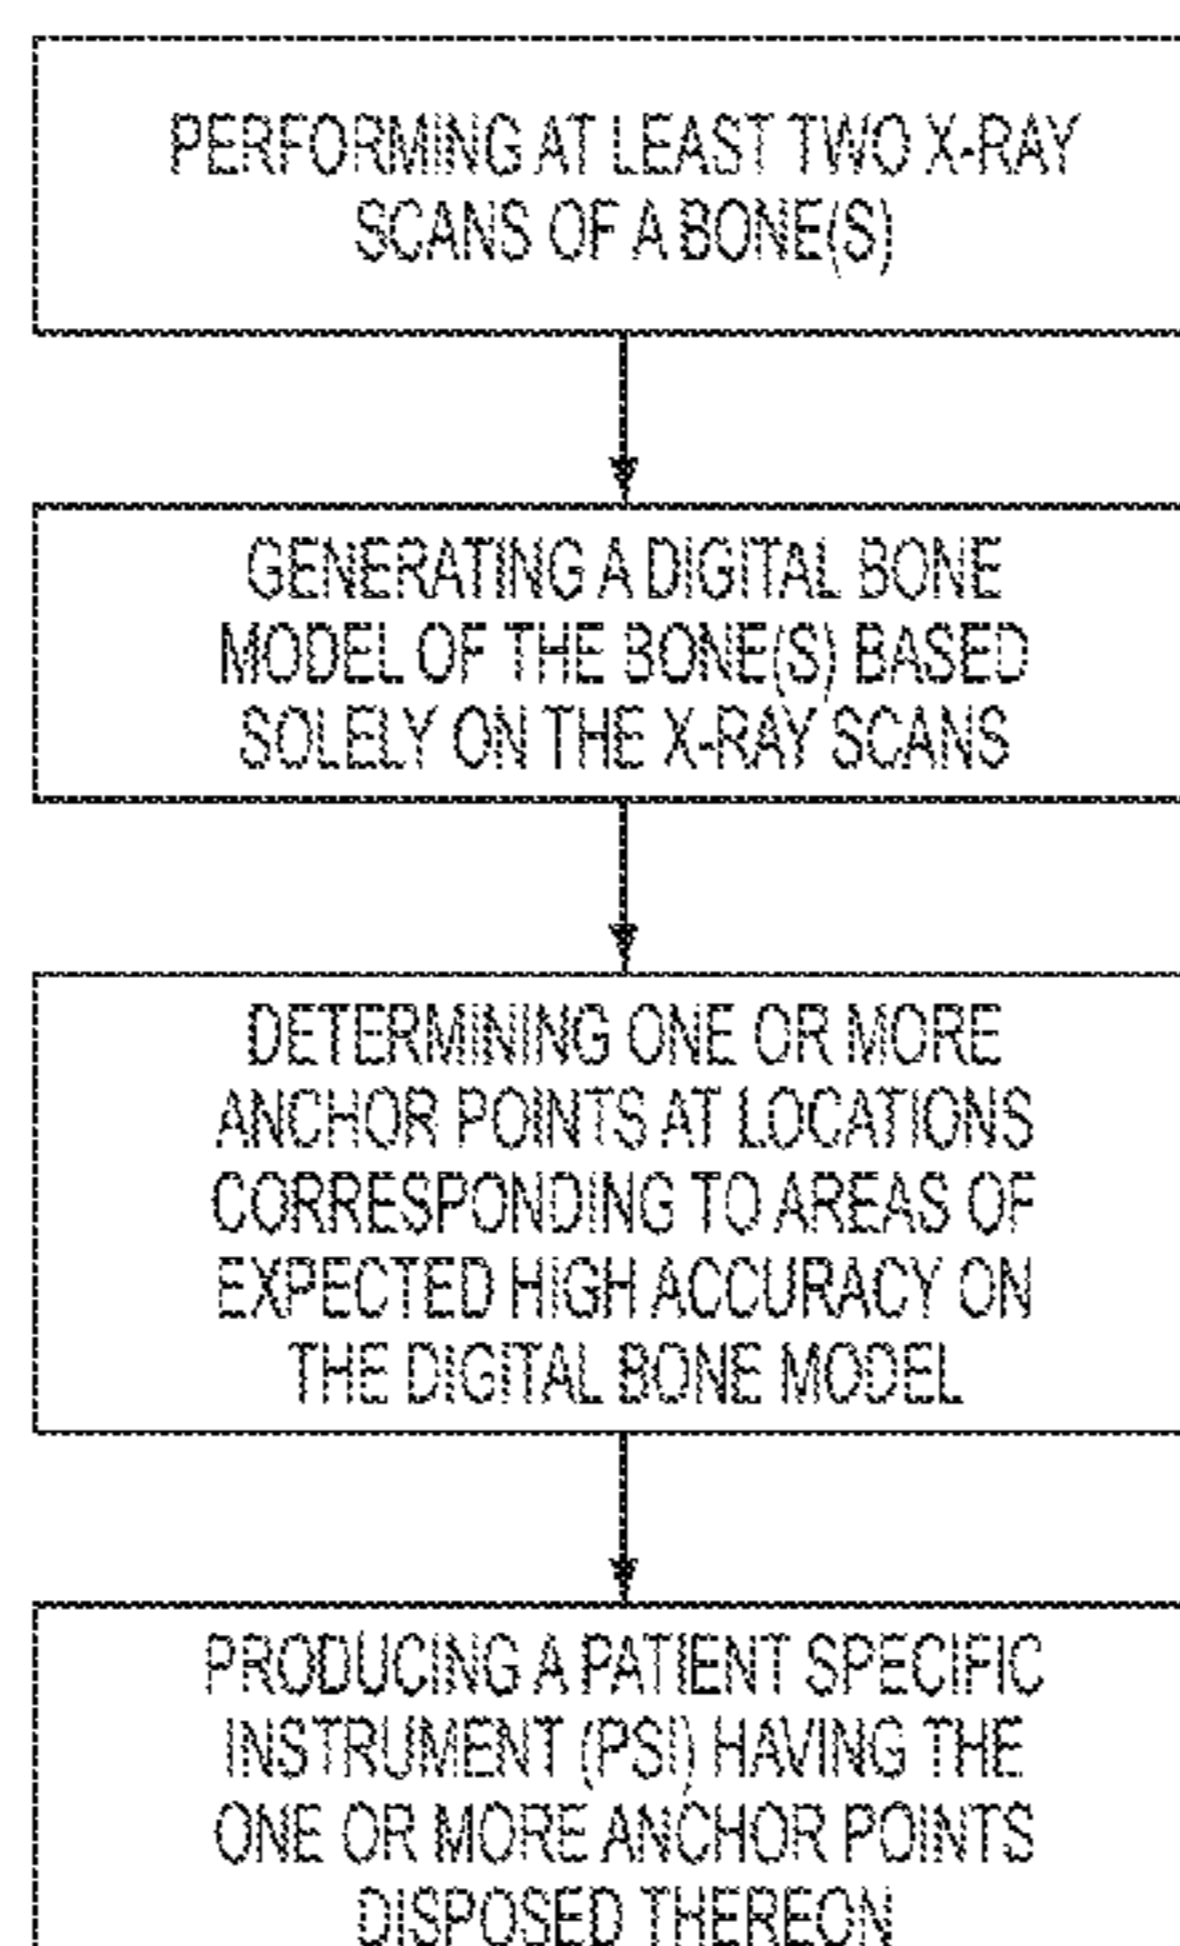 PERFORMING AT LEAST TWO X-RAY
SCANS OF A BONE(S)
GENERATING A DIGITAL BONE
MODEL OF THE BONE(S) BASED
SOLELY ON THE X-RAY SCANS
DETERMINING ONE OR MORE
ANCHOR POINTS AT LOCATIONS
CORRESPONDING TO AREAS OF
EXPECTED HIGH ACCURACY ON
THE DIGITAL BONE MODEL
PRODUCING A PATIENT SPECIFIC
INSTRUMENT (PSI) HAVING THE
ONE OR MORE ANCHOR POINTS
DISPOSED THEREON